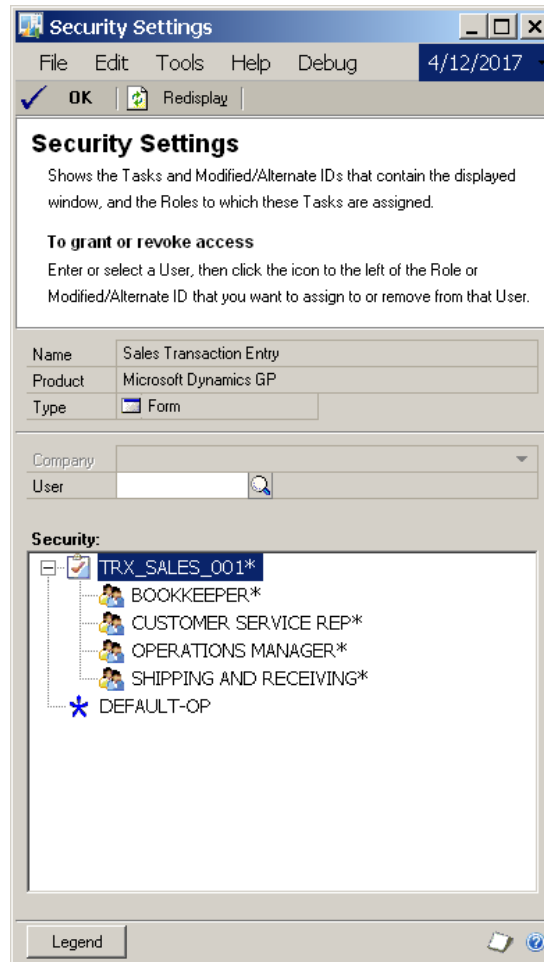 Security Settings
File Edit Tools Help Debug 4/12/2017
OK Redisplay
Security Settings
Shows the Tasks and Modified/Alternate IDs that contain the displayed
window, and the Roles to which these Tasks are assigned.
To grant or revoke access
Enter or select a User, then click the icon to the left of the Role or
Modified/Alternate ID that you want to assign to or remove from that User.
Name Sales Transaction Entry
Product Microsoft Dynamics GP
Type Form
Company
User
Security:
TRX_SALES_001*
BOOKKEEPER*
CUSTOMER SERVICE REP*
OPERATIONS MANAGER*
SHIPPING AND RECEIVING*
DEFAULT-OP
Legend